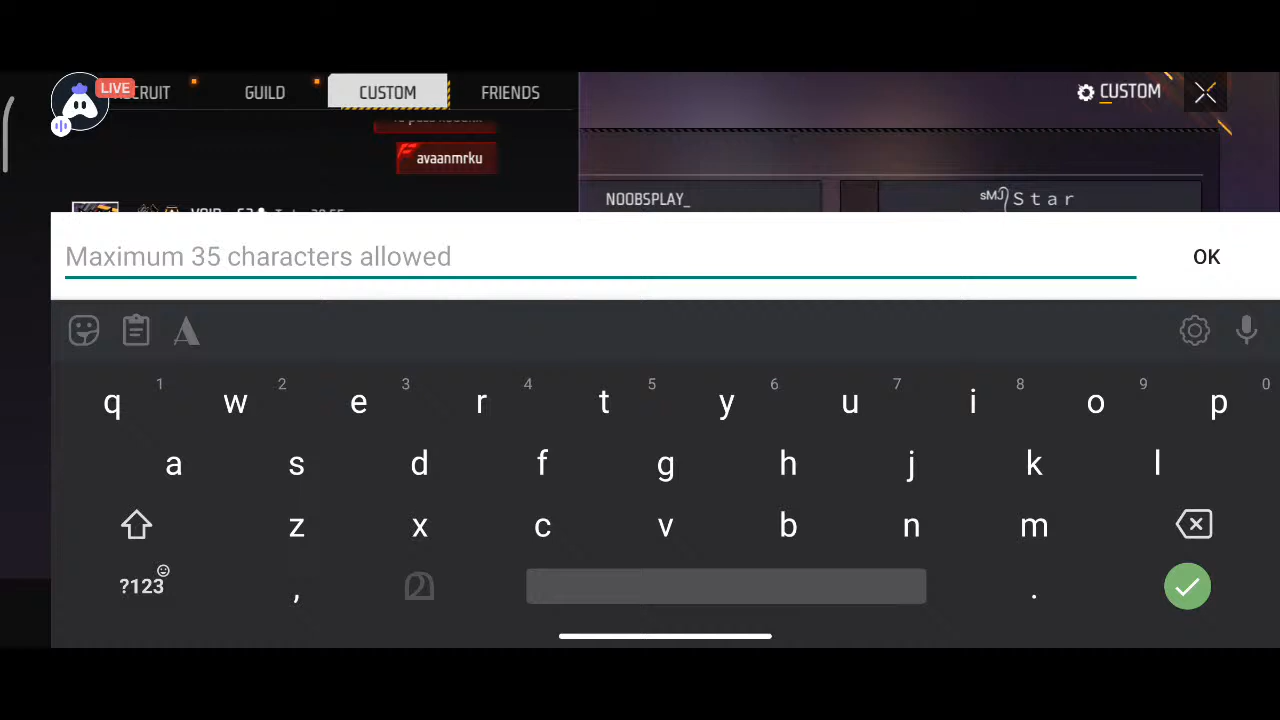 LIVE
GUILD
CUSTOM
FRIENDS
CUSTOM
avaanmrku
NOOBSPLAY_
sMJ Star
Maximum 35 characters allowed
OK
1 2 3 4 5 6 7 8 9 0
q w e r t y u i o p
a s d f g h j k l
z x c v b n m
?123 , .